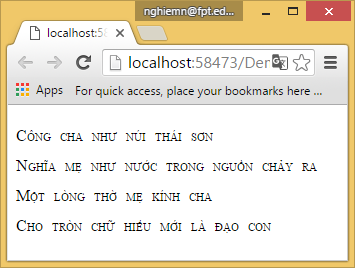 nghiemn@fpt.ed...
localhost:58473
localhost:58473/Der
Apps For quick access, place your bookmarks here ...
Công cha như núi thái sơn
Nghĩa mẹ như nước trong nguồn chảy ra
Một lòng thờ mẹ kính cha
Cho tròn chữ hiếu mới là đạo con